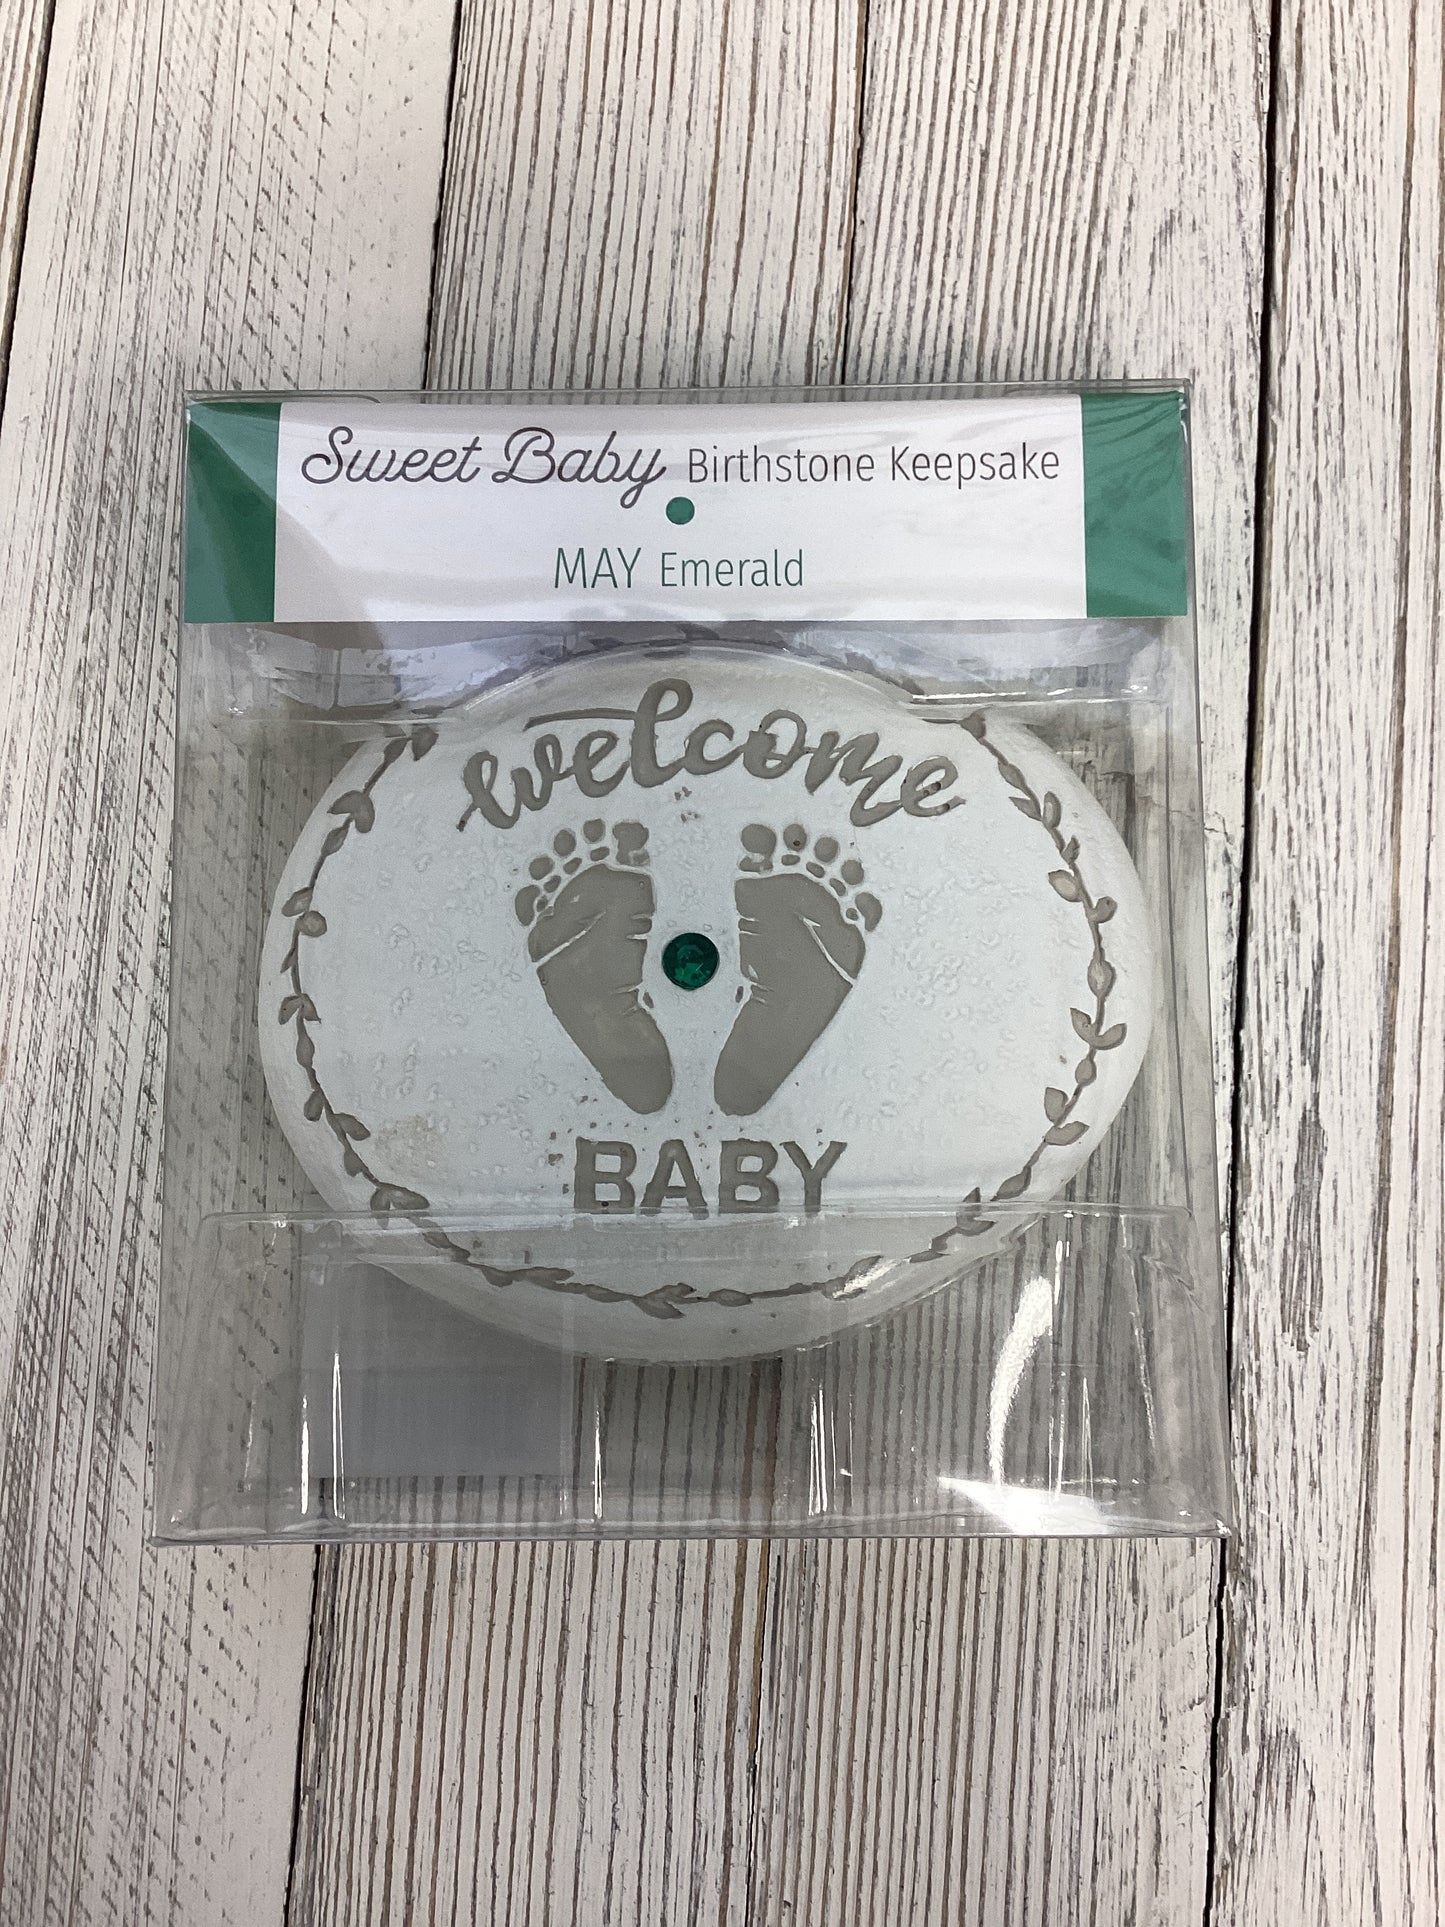 Sweet Baby Birthstone Keepsake
MAY Emerald
welcome
BABY